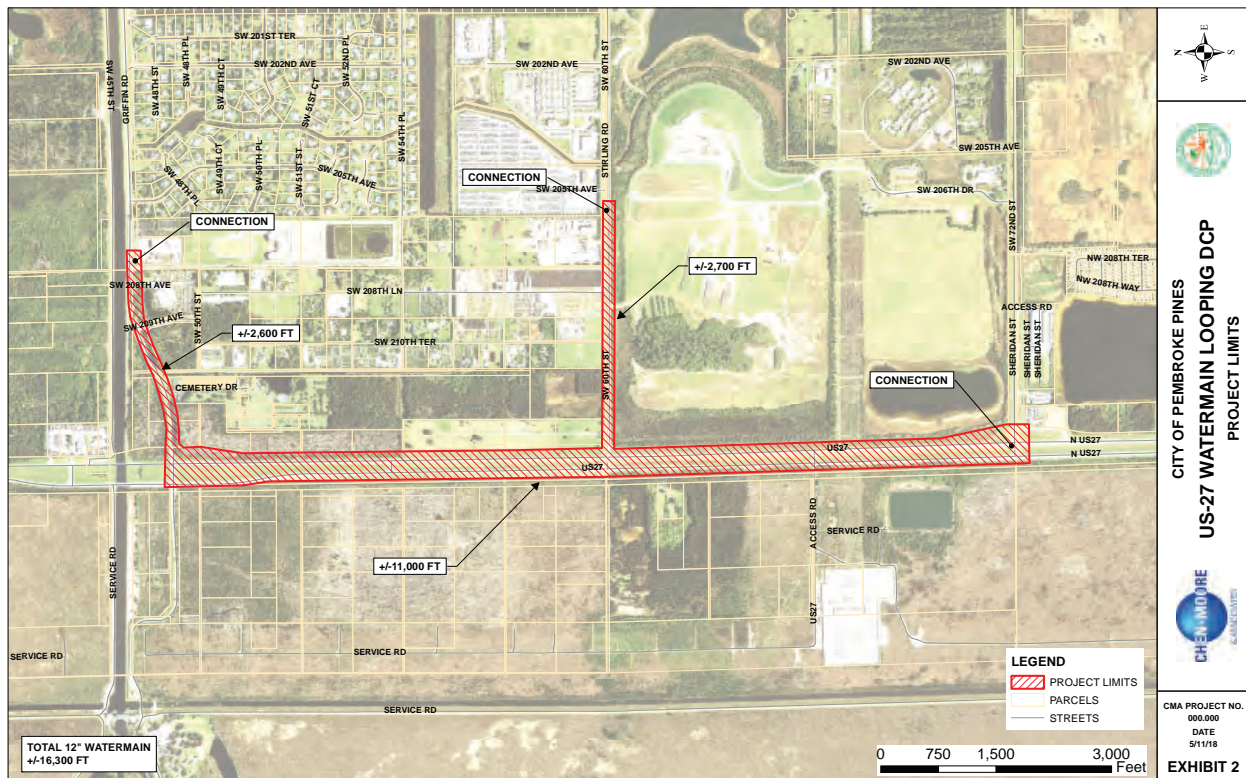 SW 201ST TER
SW 202ND AVE
SW 45TH ST
GRIFFIN RD
SW 48TH ST
SW 48TH PL
SW 49TH CT
SW 51ST CT
SW 52ND PL
SW 202ND AVE
SW 60TH ST
SW 202ND AVE
SW 54TH PL
STIRLING RD
SW 205TH AVE
SW 48TH PL
SW 49TH CT
SW 50TH PL
SW 51ST ST
SW 205TH AVE
CONNECTION
SW 205TH AVE
SW 206TH DR
SW 72ND ST
CONNECTION
NW 208TH TER
NW 208TH WAY
+/-2,700 FT
SW 208TH AVE
SW 208TH LN
ACCESS RD
SW 209TH AVE
SW 50TH ST
+/-2,600 FT
SW 210TH TER
SHERIDAN ST
SHERIDAN ST
SHERIDAN ST
CEMETERY DR
SW 60TH ST
CONNECTION
US27
N US27
N US27
US27
+/-11,000 FT
SERVICE RD
ACCESS RD
SERVICE RD
US27
SERVICE RD
SERVICE RD
SERVICE RD
LEGEND
PROJECT LIMITS
PARCELS
STREETS
TOTAL 12" WATERMAIN
+/-16,300 FT
0 750 1,500 3,000
Feet
N
E
S
W
CITY OF PEMBROKE PINES
US-27 WATERMAIN LOOPING DCP
PROJECT LIMITS
CHEN-MOORE
& ASSOCIATES
CMA PROJECT NO.
000.000
DATE
5/11/18
EXHIBIT 2